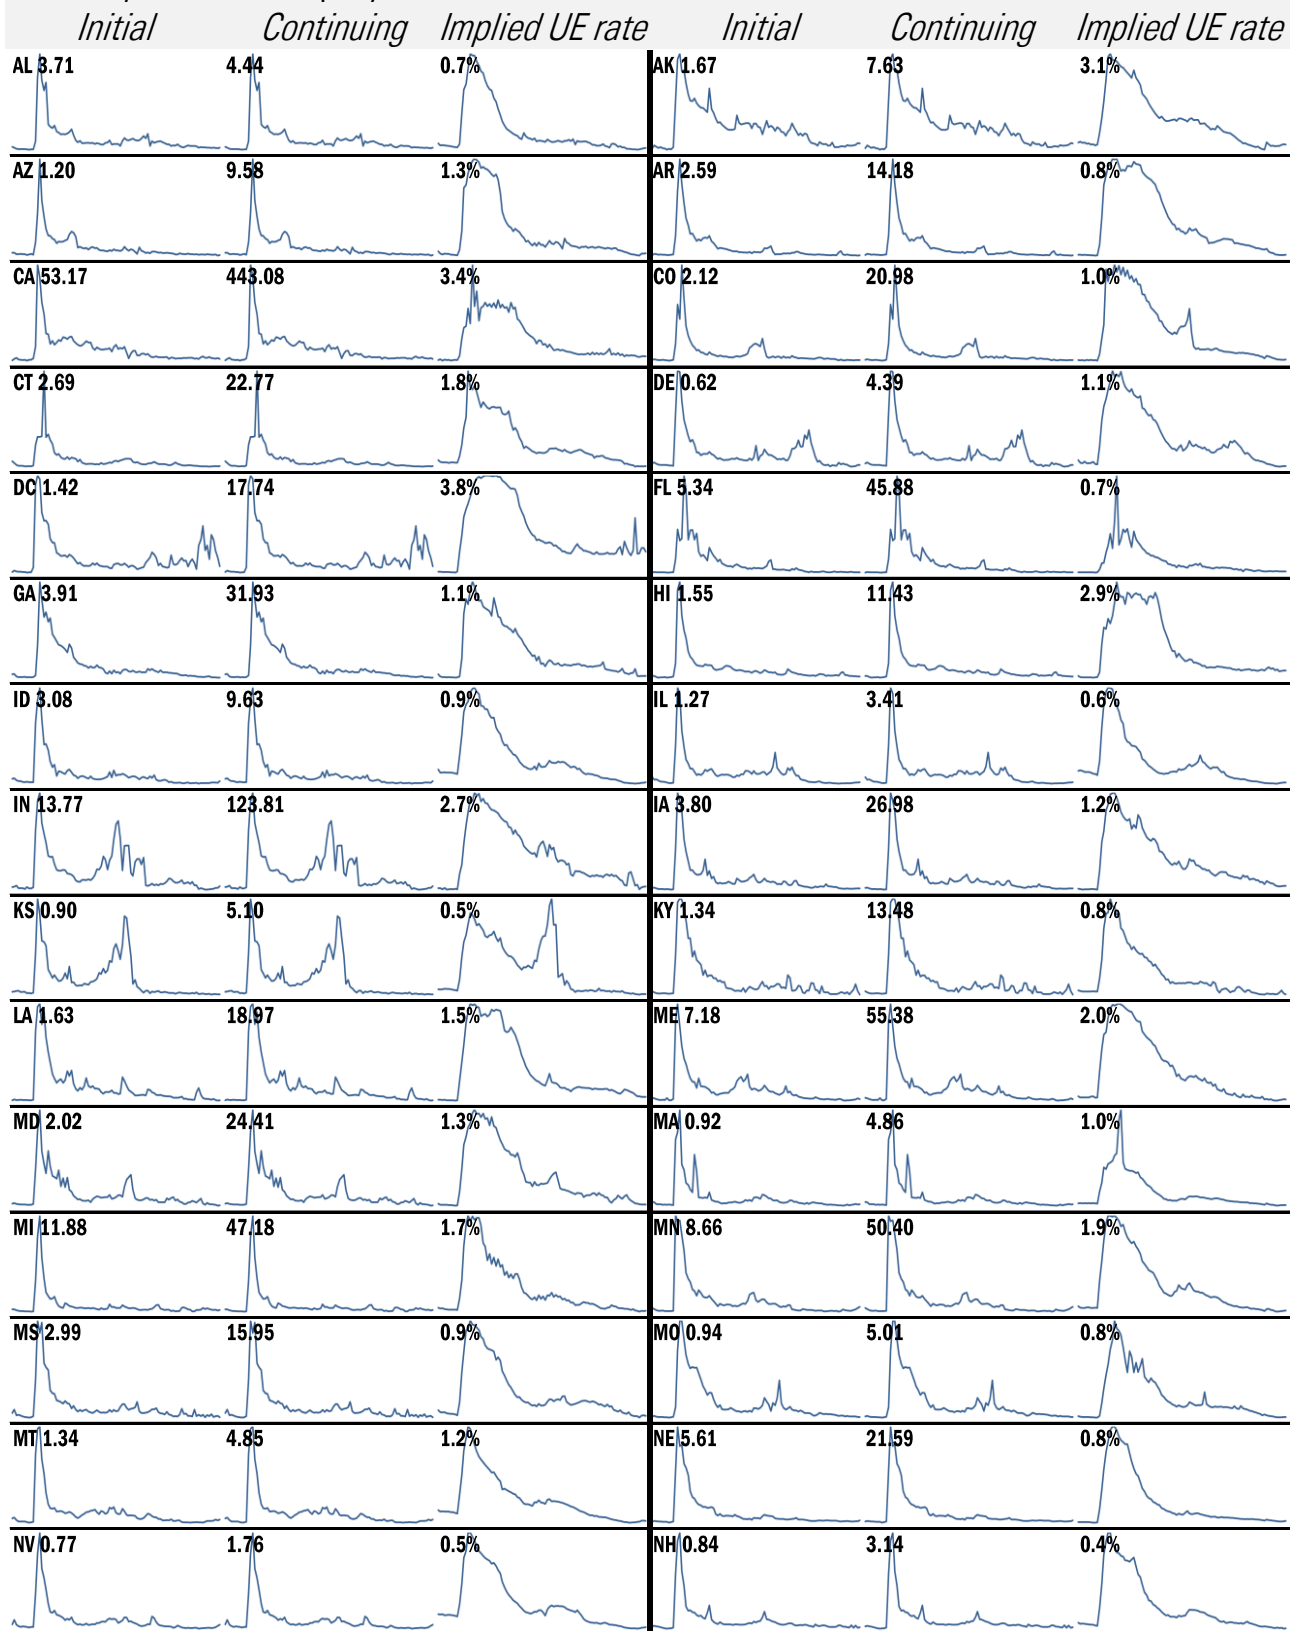 Initial Continuing Implied UE rate Initial Continuing Implied UE rate
AL 3.71 4.44 0.7% AK 1.67 7.63 3.1%
AZ 1.20 9.58 1.3% AR 2.59 14.18 0.8%
CA 53.17 443.08 3.4% CO 2.12 20.98 1.0%
CT 2.69 22.77 1.8% DE 0.62 4.39 1.1%
DC 1.42 17.74 3.8% FL 5.34 45.88 0.7%
GA 3.91 31.93 1.1% HI 1.55 11.43 2.9%
ID 3.08 9.63 0.9% IL 1.27 3.41 0.6%
IN 13.77 123.81 2.7% IA 3.80 26.98 1.2%
KS 0.90 5.10 0.5% KY 1.34 13.48 0.8%
LA 1.63 18.97 1.5% ME 7.18 55.38 2.0%
MD 2.02 24.41 1.3% MA 0.92 4.86 1.0%
MI 11.88 47.18 1.7% MN 8.66 50.40 1.9%
MS 2.99 15.95 0.9% MO 0.94 5.01 0.8%
MT 1.34 4.85 1.2% NE 5.61 21.59 0.8%
NV 0.77 1.76 0.5% NH 0.84 3.14 0.4%